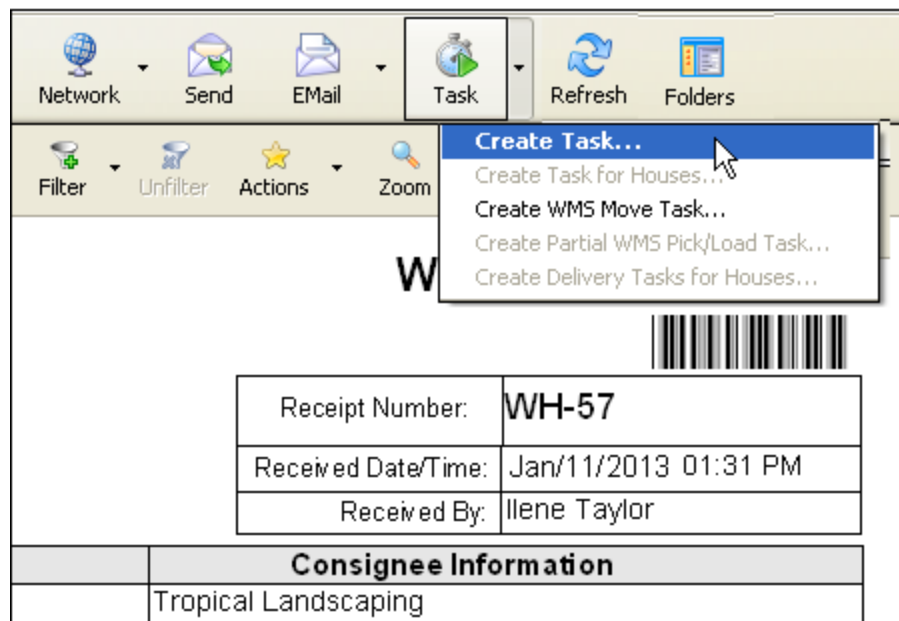 Network Send EMail Task Refresh Folders
Filter Unfilter Actions Zoom
Create Task...
Create Task for Houses...
Create WMS Move Task...
Create Partial WMS Pick/Load Task...
Create Delivery Tasks for Houses...
W
Receipt Number: WH-57
Received Date/Time: Jan/11/2013 01:31 PM
Received By: Ilene Taylor
Consignee Information
Tropical Landscaping